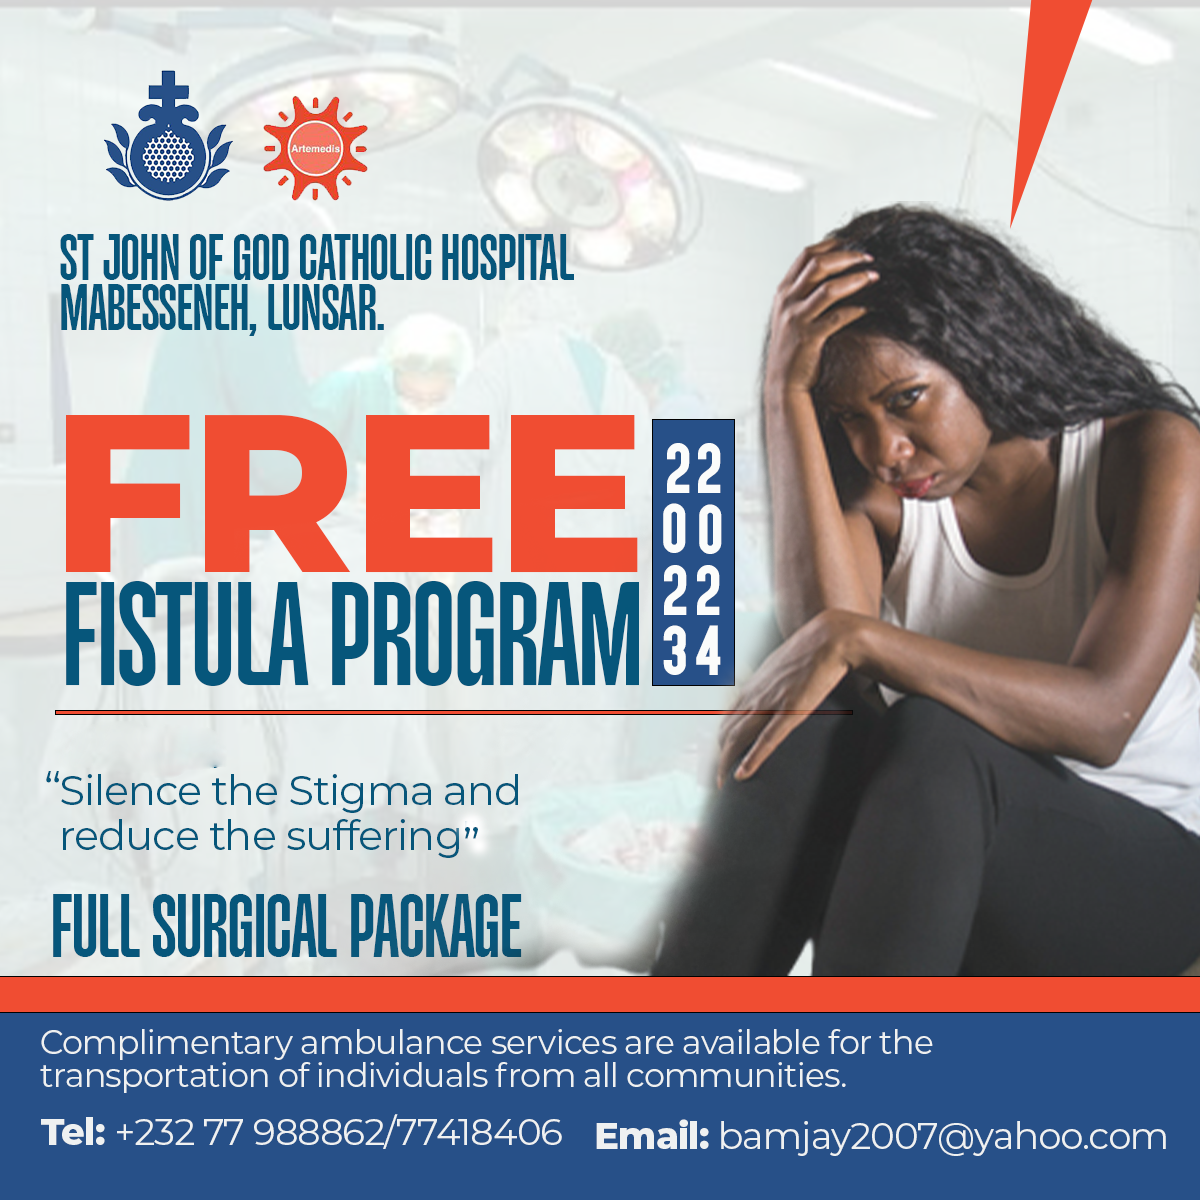 Artemedis
ST JOHN OF GOD CATHOLIC HOSPITAL
MABESSENEH, LUNSAR.
FREE
FISTULA PROGRAM
22
00
22
34
“Silence the Stigma and
reduce the suffering”
FULL SURGICAL PACKAGE
Complimentary ambulance services are available for the
transportation of individuals from all communities.
Tel: +232 77 988862/77418406
Email: bamjay2007@yahoo.com